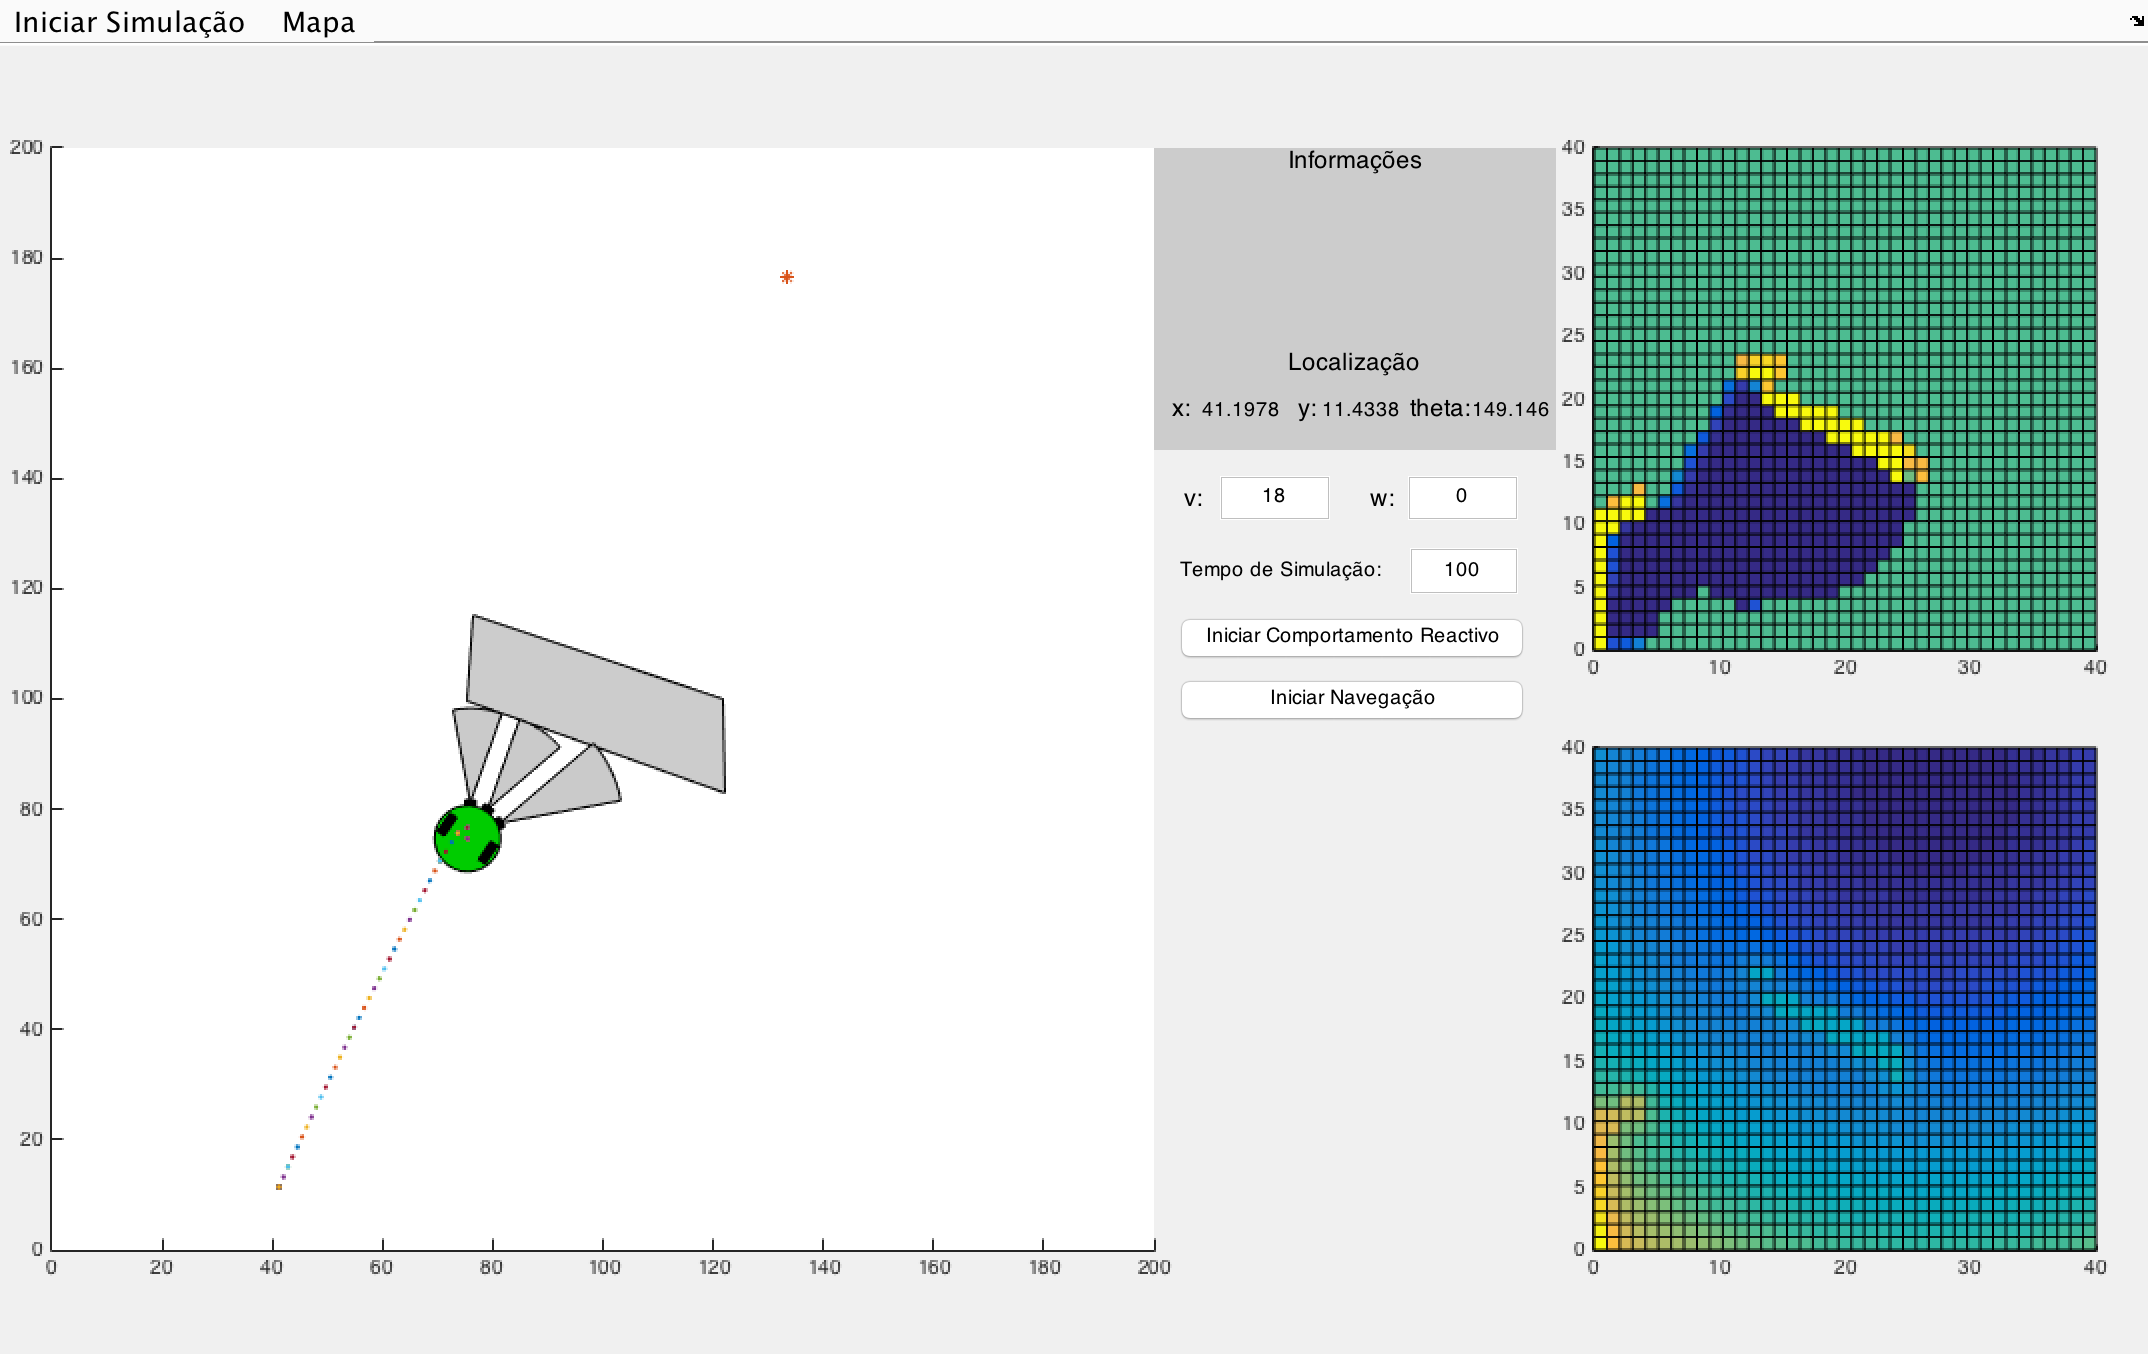 Iniciar Simulação Mapa
200
180
160
140
120
100
80
60
40
20
0
0 20 40 60 80 100 120 140 160 180 200
Informações
Localização
x: 41.1978 y: 11.4338 theta:149.146
v: 18 w: 0
Tempo de Simulação: 100
Iniciar Comportamento Reactivo
Iniciar Navegação
40
35
30
25
20
15
10
5
0
0 10 20 30 40
40
35
30
25
20
15
10
5
0
0 10 20 30 40